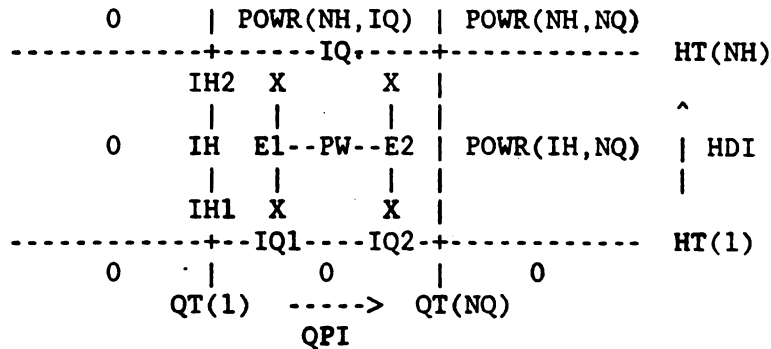 0 | POWR(NH,IQ) | POWR(NH,NQ)
------------+------IQ.----+------------ HT(NH)
IH2 X X |
| | | | ^
0 IH E1--PW--E2 | POWR(IH,NQ) | HDI
| | | | |
IH1 X X |
------------+--IQ1----IQ2-+------------ HT(1)
0 | 0 | 0
QT(1) -----> QT(NQ)
QPI